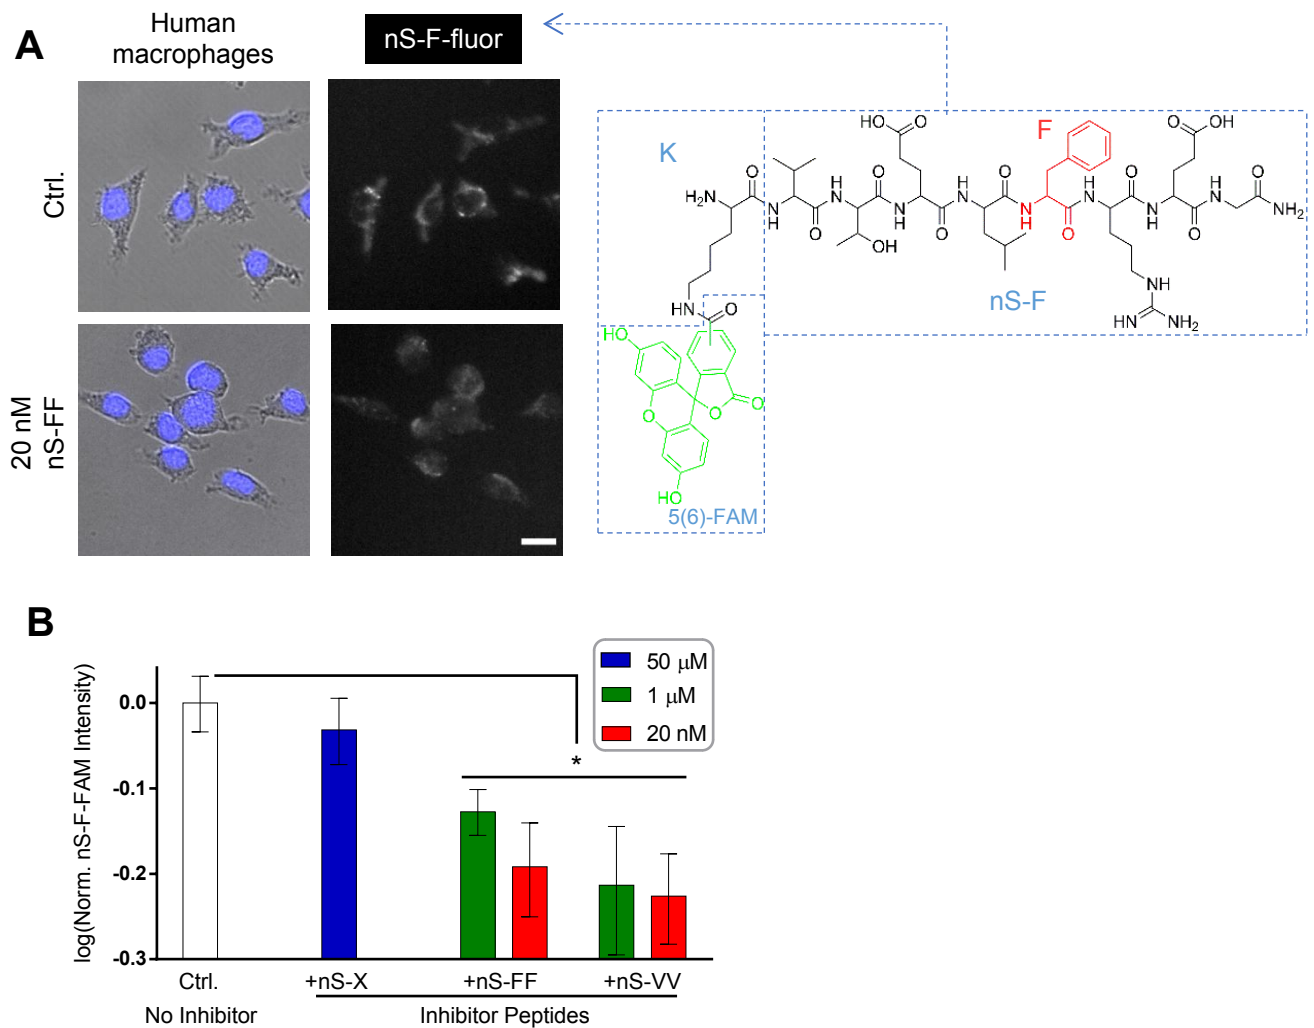 A
Human
macrophages
nS-F-fluor
Ctrl.
20 nM
nS-FF
K
F
HO
O
O
OH
H2N
O
N
H
O
H
N
O
N
H
O
H
N
O
N
H
O
H
N
O
N
H
O
H
N
O
NH2
OH
NH
HN
NH2
HN
O
nS-F
HO
O
O
O
HO
5(6)-FAM
B
log(Norm. nS-F-FAM Intensity)
0.0
-0.1
-0.2
-0.3
50 μM
1 μM
20 nM
*
Ctrl.
+nS-X
+nS-FF
+nS-VV
No Inhibitor
Inhibitor Peptides